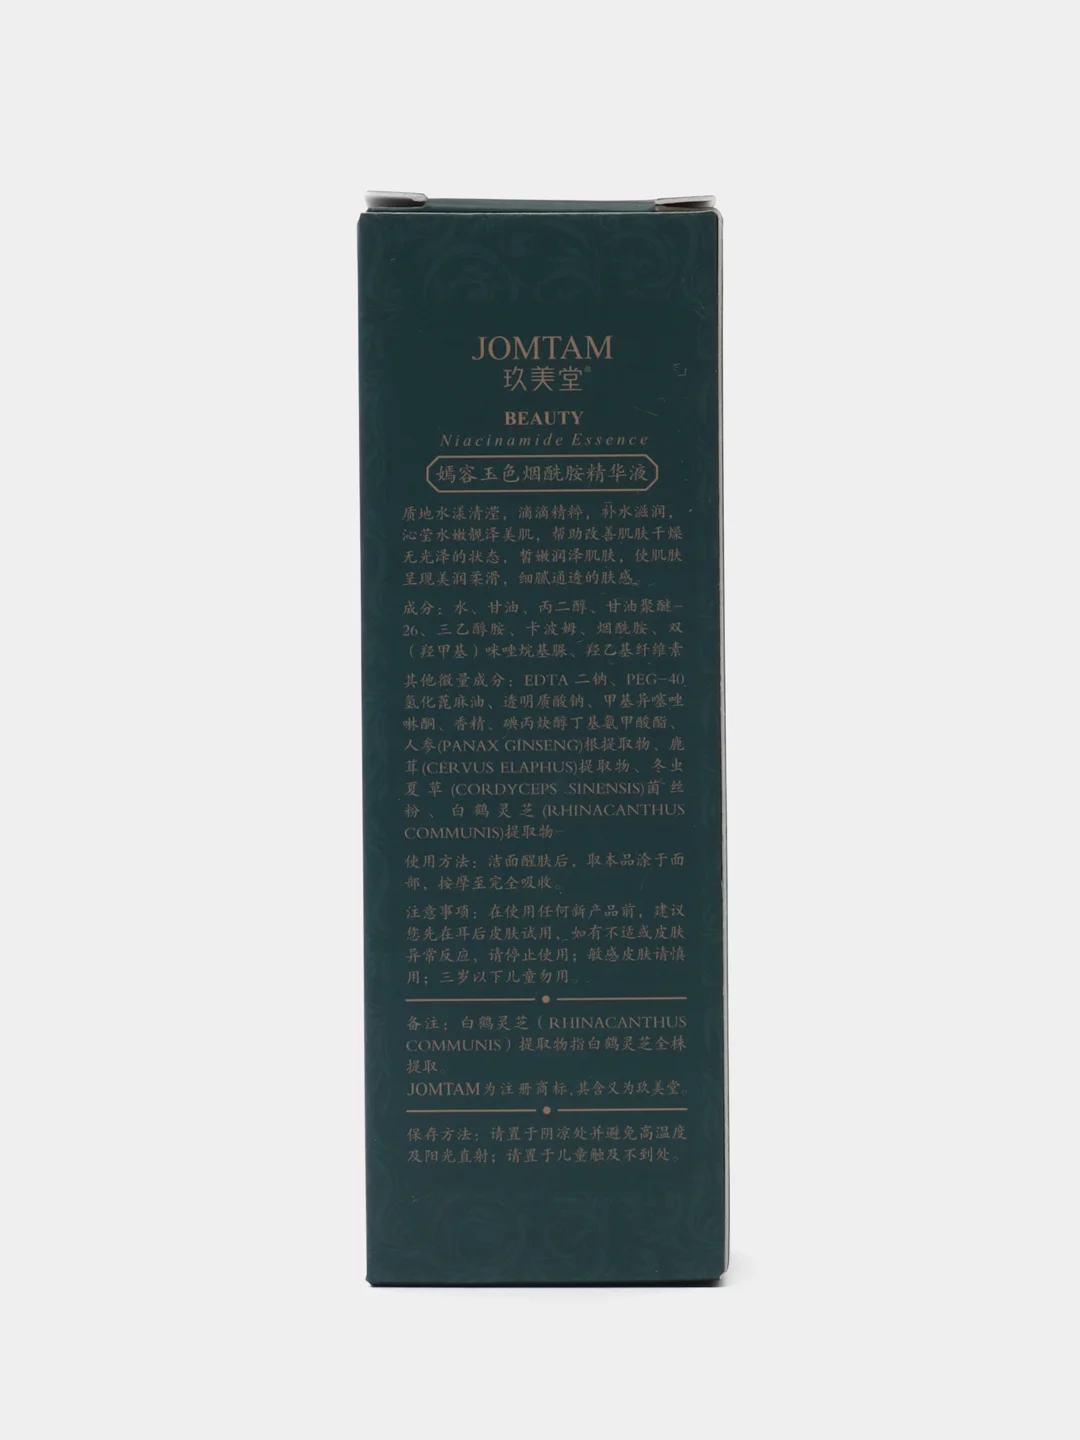 JOMTAM
玖美堂®
BEAUTY
Niacinamide Essence
嫣容玉色烟酰胺精华液
质地水漾清滢，滴滴精粹，补水滋润，
沁莹水嫩靓泽美肌，帮助改善肌肤干燥
无光泽的状态，皙嫩润泽肌肤，使肌肤
呈现美润柔滑，细腻通透的肤感。
成分：水、甘油、丙二醇、甘油聚醚-
26、三乙醇胺、卡波姆、烟酰胺、双
（羟甲基）咪唑烷基脲、羟乙基纤维素
其他微量成分：EDTA 二钠、PEG-40
氢化蓖麻油、透明质酸钠、甲基异噻唑
啉酮、香精、碘丙炔醇丁基氨甲酸酯、
人参(PANAX GINSENG)根提取物、鹿
茸(CERVUS ELAPHUS)提取物、冬虫
夏草(CORDYCEPS SINENSIS)菌丝
粉、白鹤灵芝(RHINACANTHUS
COMMUNIS)提取物
使用方法：洁面醒肤后，取本品涂于面
部，按摩至完全吸收。
注意事项：在使用任何新产品前，建议
您先在耳后皮肤试用，如有不适或皮肤
异常反应，请停止使用；敏感皮肤请慎
用；三岁以下儿童勿用。
备注：白鹤灵芝（RHINACANTHUS
COMMUNIS）提取物指白鹤灵芝全株
提取。
JOMTAM为注册商标,其含义为玖美堂。
保存方法：请置于阴凉处并避免高温度
及阳光直射；请置于儿童触及不到处。